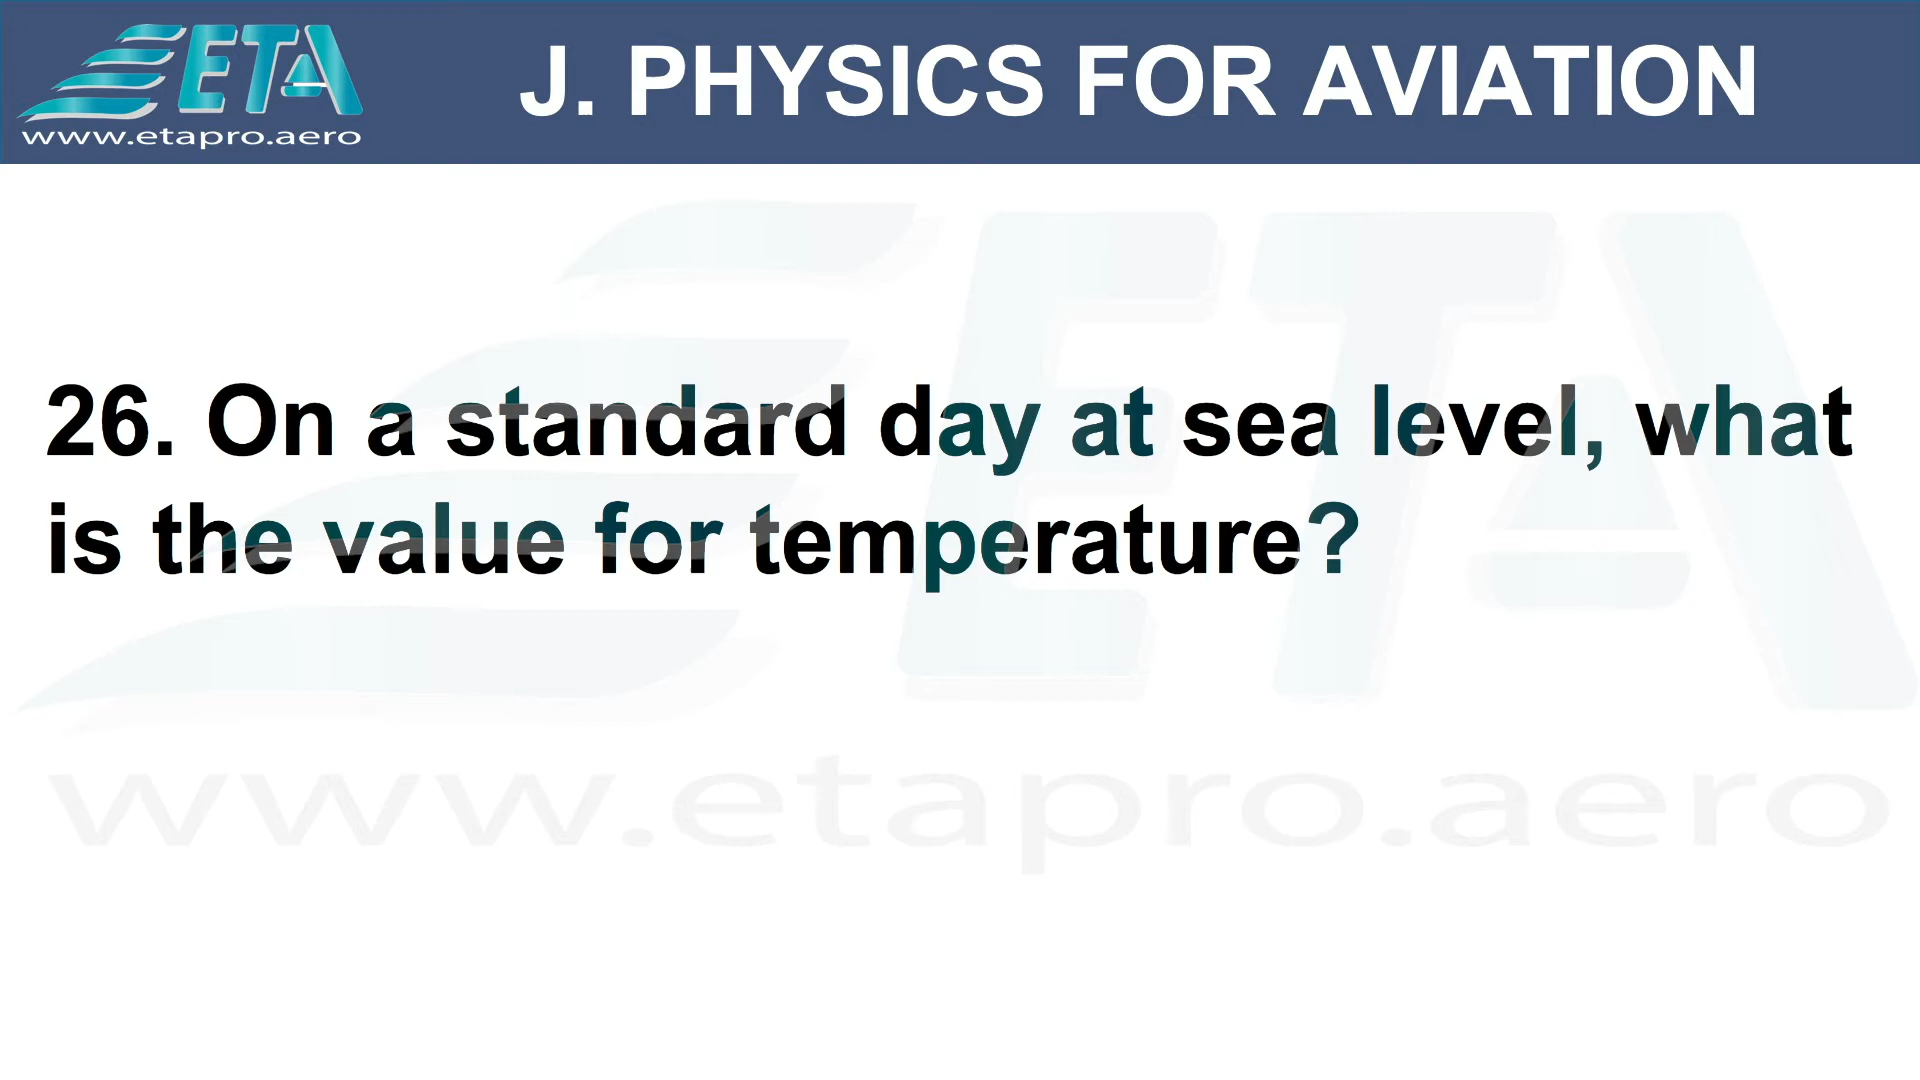 ETA
www.etapro.aero
J. PHYSICS FOR AVIATION
26. On a standard day at sea level, what
is the value for temperature?
ETA
www.etapro.aero